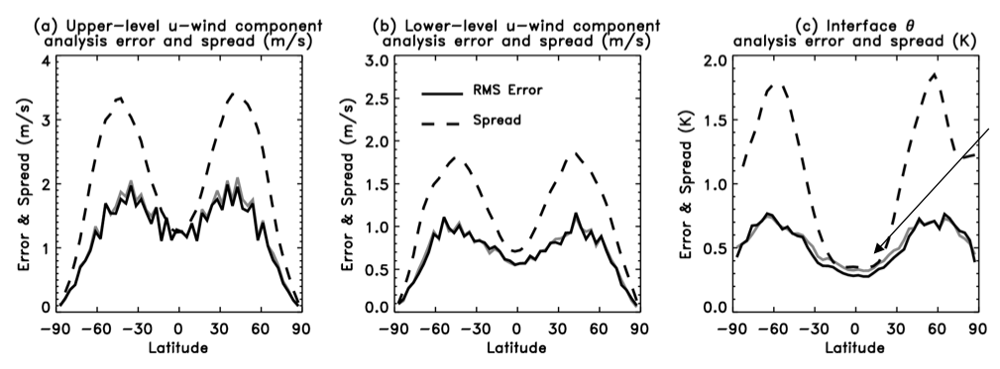 (a) Upper-level u-wind component
analysis error and spread (m/s)
Error & Spread (m/s)
4
3
2
1
0
-90 -60 -30 0 30 60 90
Latitude
(b) Lower-level u-wind component
analysis error and spread (m/s)
Error & Spread (m/s)
3.0
2.5
2.0
1.5
1.0
0.5
0.0
RMS Error
Spread
-90 -60 -30 0 30 60 90
Latitude
(c) Interface θ
analysis error and spread (K)
Error & Spread (K)
2.0
1.5
1.0
0.5
0.0
-90 -60 -30 0 30 60 90
Latitude